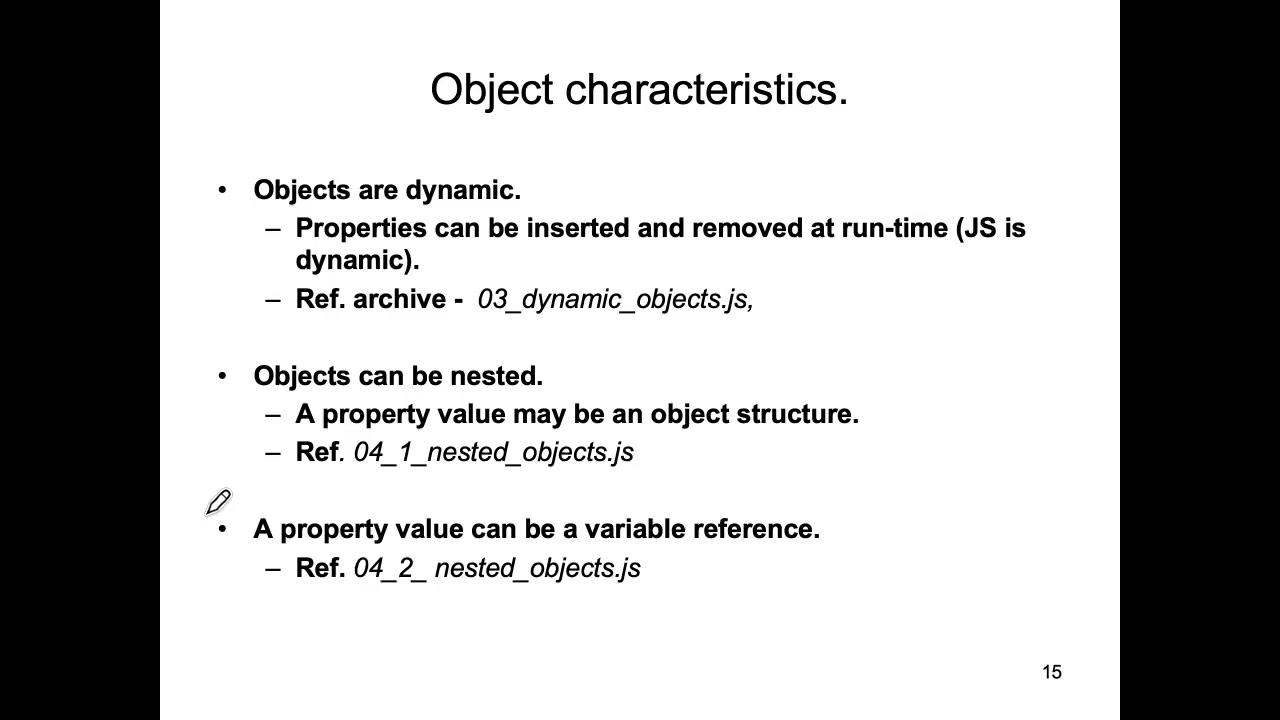 Object characteristics.
• Objects are dynamic.
– Properties can be inserted and removed at run-time (JS is
dynamic).
– Ref. archive - 03_dynamic_objects.js,
• Objects can be nested.
– A property value may be an object structure.
– Ref. 04_1_nested_objects.js
• A property value can be a variable reference.
– Ref. 04_2_ nested_objects.js
15